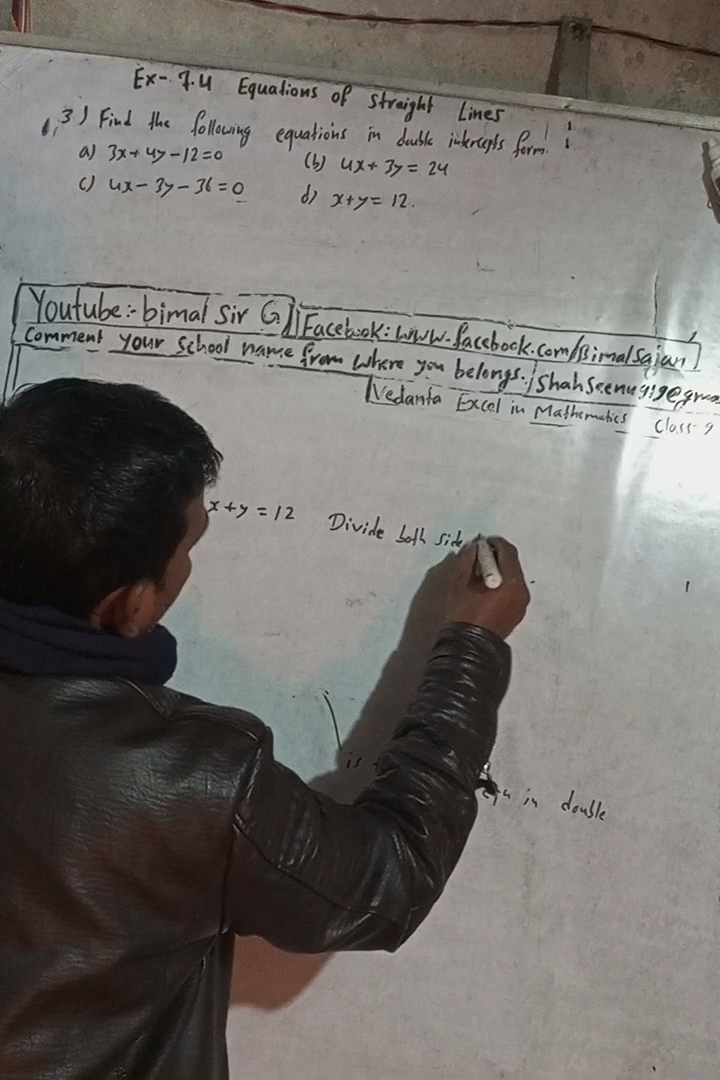 Ex- 7.4 Equations of Straight Lines
3) Find the following equations in double intercepts form.
a) 3x+4y-12=0 (b) 4x+3y=24
c) 4x-3y-36=0 d) x+y=12.
Youtube:- bimal Sir G Facebook: www.facebook.com/Bimalsajan
Comment your School name from where you belongs.
Vedanta Excel in Mathematics Class-9
x+y=12 Divide both side
is
in double